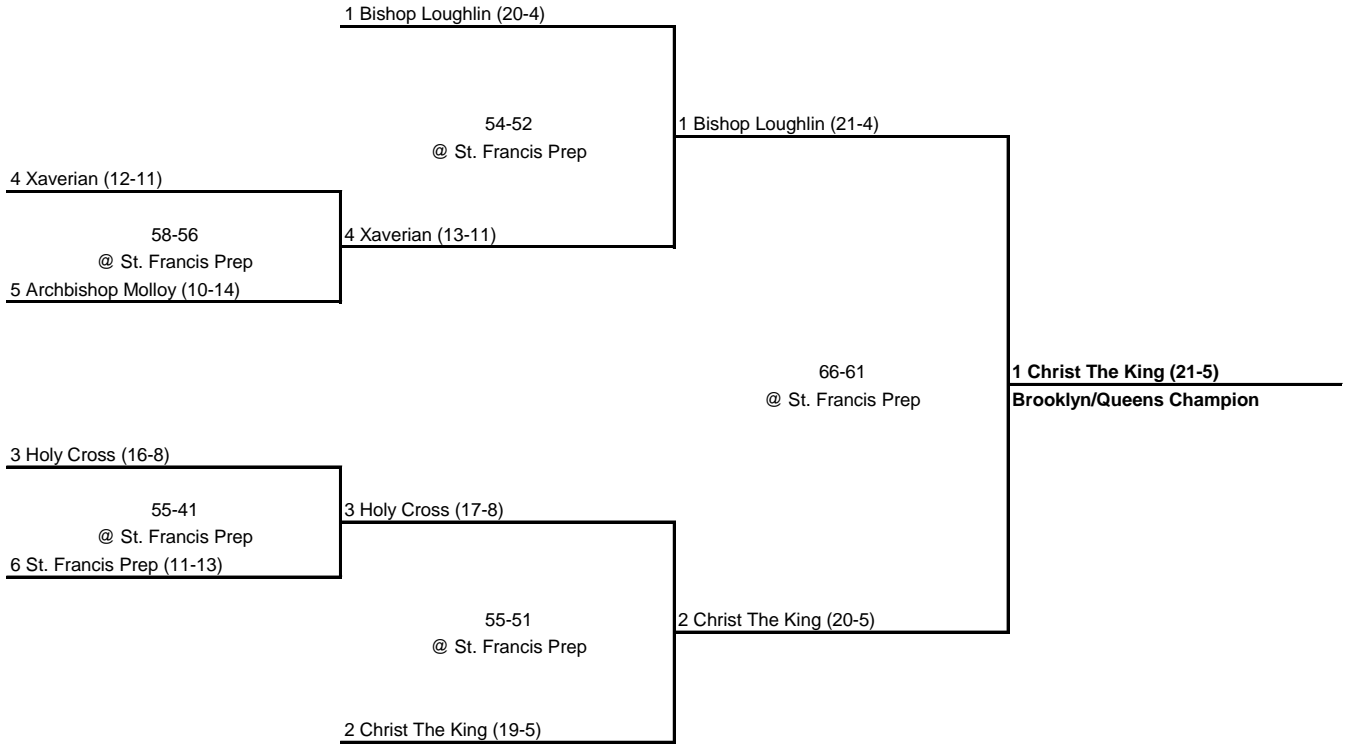 1 Bishop Loughlin (20-4)
54-52
@ St. Francis Prep
1 Bishop Loughlin (21-4)
4 Xaverian (12-11)
58-56
@ St. Francis Prep
4 Xaverian (13-11)
5 Archbishop Molloy (10-14)
66-61
@ St. Francis Prep
1 Christ The King (21-5)
Brooklyn/Queens Champion
3 Holy Cross (16-8)
55-41
@ St. Francis Prep
3 Holy Cross (17-8)
6 St. Francis Prep (11-13)
55-51
@ St. Francis Prep
2 Christ The King (20-5)
2 Christ The King (19-5)